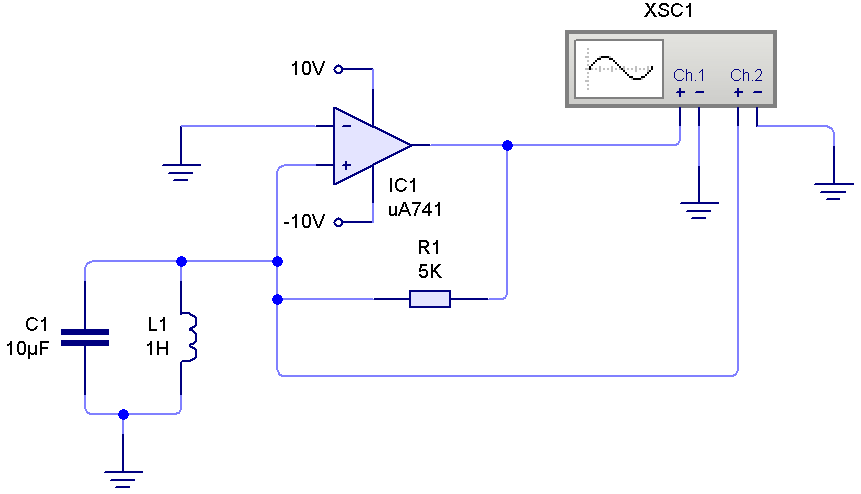 XSC1
10V
Ch.1 Ch.2
+ − + −
−
+
IC1
uA741
-10V
R1
5K
C1
10µF
L1
1H